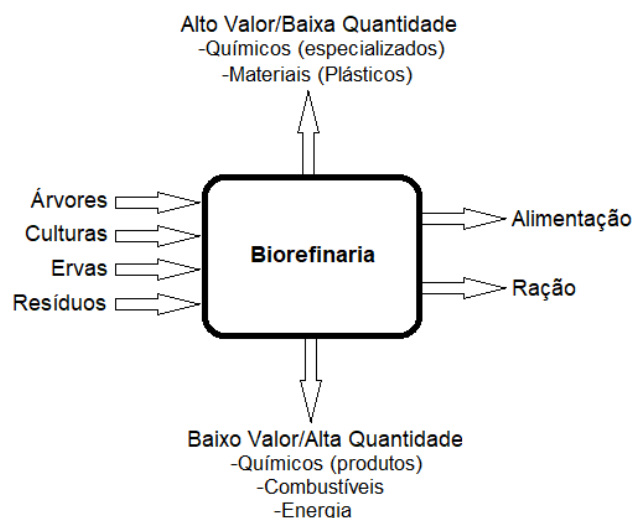 Alto Valor/Baixa Quantidade
-Químicos (especializados)
-Materiais (Plásticos)
Árvores
Culturas
Ervas
Resíduos
Biorefinaria
Alimentação
Ração
Baixo Valor/Alta Quantidade
-Químicos (produtos)
-Combustíveis
-Energia